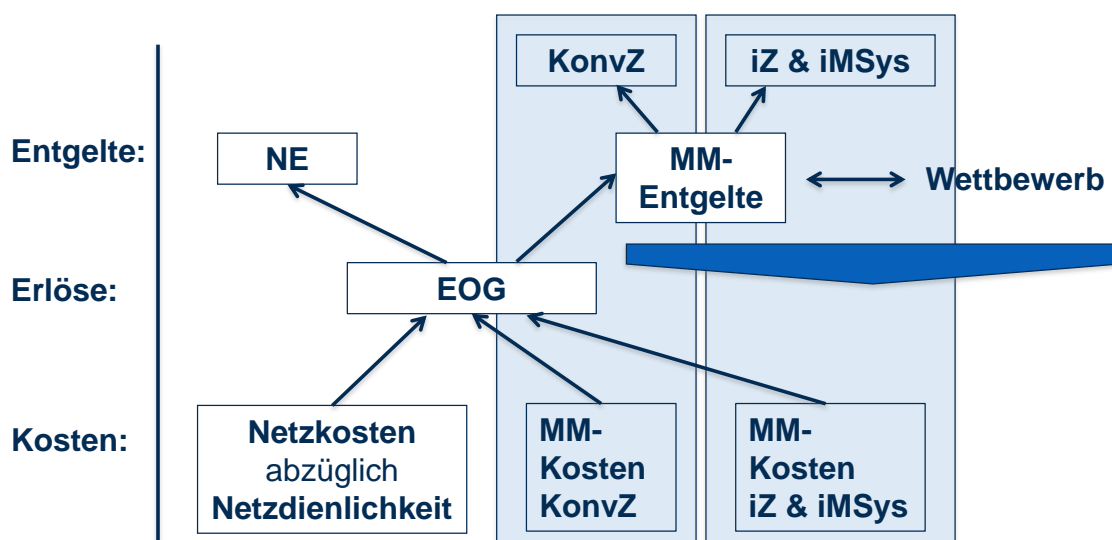 KonvZ
iZ & iMSys
Entgelte:
NE
MM-
Entgelte
Wettbewerb
Erlöse:
EOG
Kosten:
Netzkosten
abzüglich
Netzdienlichkeit
MM-
Kosten
KonvZ
MM-
Kosten
iZ & iMSys